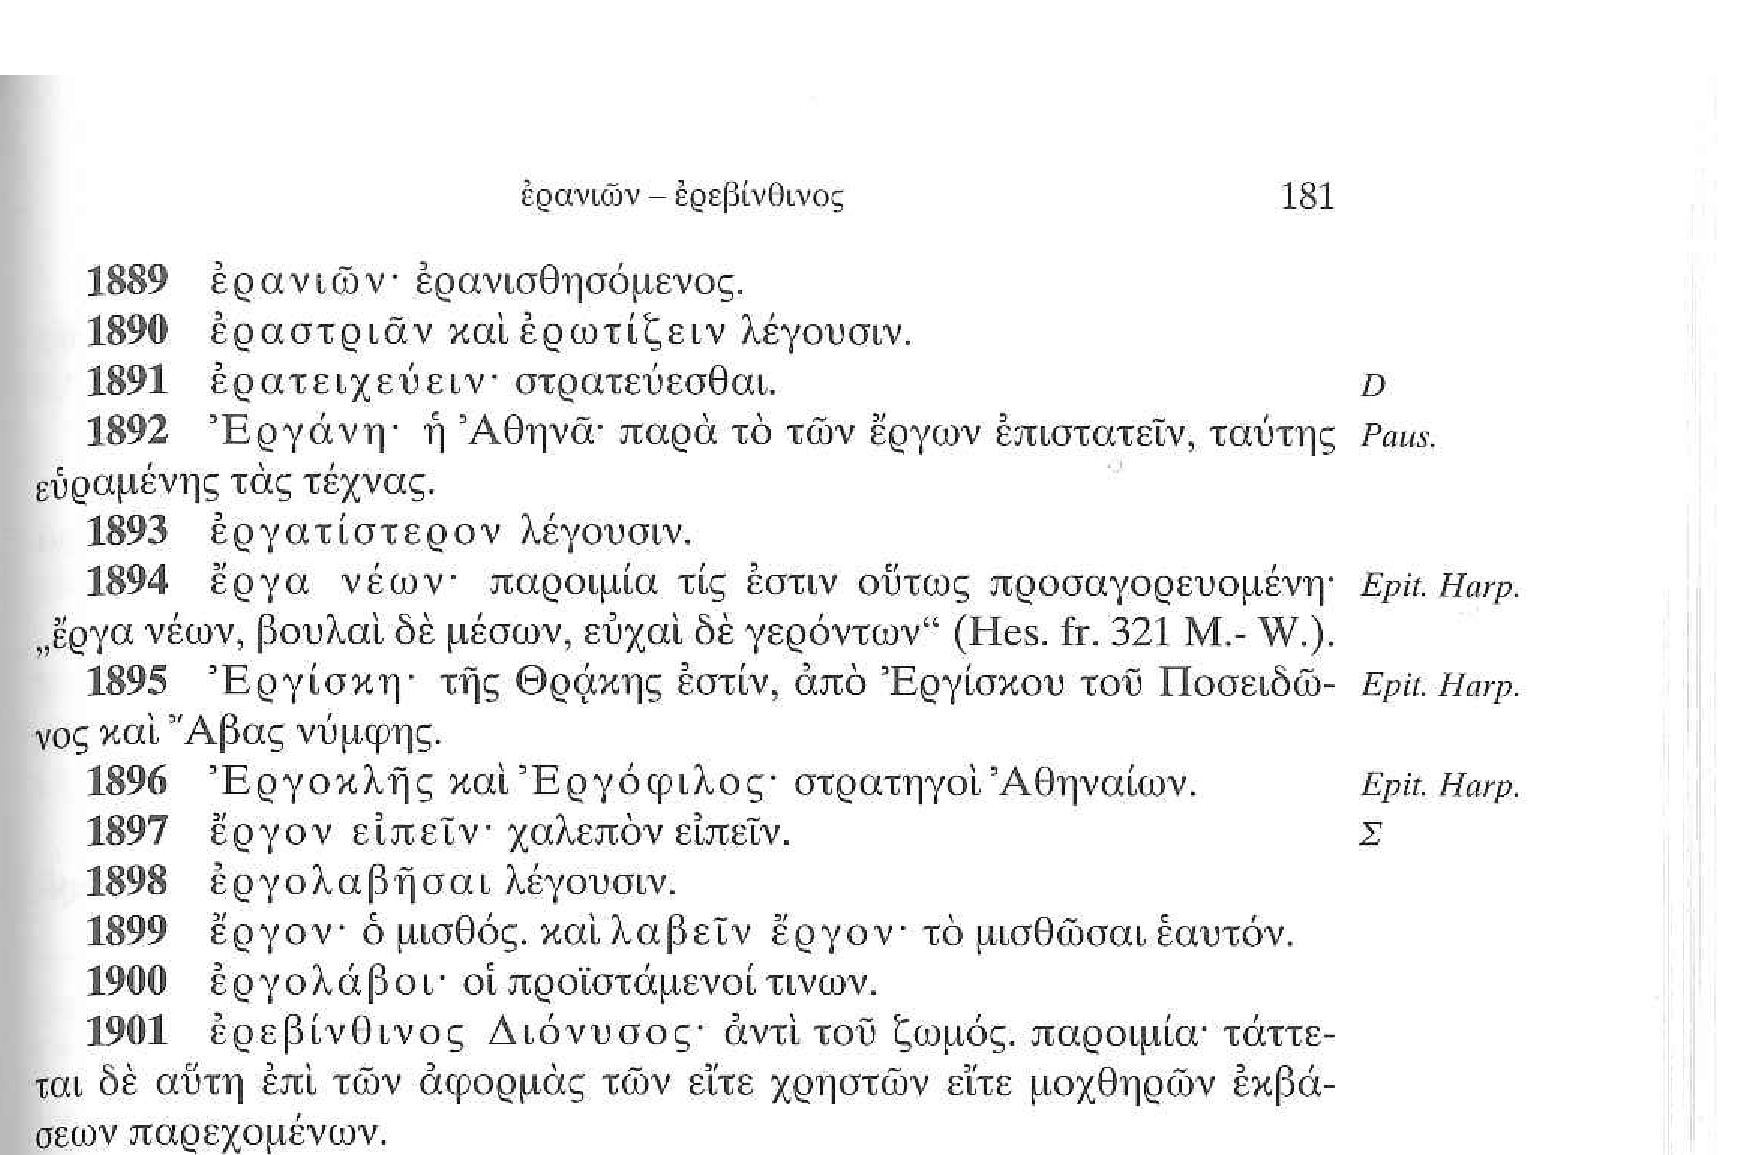 ἐρανιῶν – ἐρεβίνθινος 181
1889 ἐρανιῶν· ἐρανισθησόμενος.
1890 ἐραστριᾶν καὶ ἐρωτίζειν λέγουσιν.
1891 ἐρατειχεύειν· στρατεύεσθαι. D
1892 Ἐργάνη· ἡ Ἀθηνᾶ· παρὰ τὸ τῶν ἔργων ἐπιστατεῖν, ταύτης Paus.
εὑραμένης τὰς τέχνας.
1893 ἐργατίστερον λέγουσιν.
1894 ἔργα νέων· παροιμία τίς ἐστιν οὕτως προσαγορευομένη· Epit. Harp.
„ἔργα νέων, βουλαὶ δὲ μέσων, εὐχαὶ δὲ γερόντων“ (Hes. fr. 321 M.- W.).
1895 Ἐργίσκη· τῆς Θρᾴκης ἐστίν, ἀπὸ Ἐργίσκου τοῦ Ποσειδῶ- Epit. Harp.
νος καὶ Ἄβας νύμφης.
1896 Ἐργοκλῆς καὶ Ἐργόφιλος· στρατηγοὶ Ἀθηναίων. Epit. Harp.
1897 ἔργον εἰπεῖν· χαλεπὸν εἰπεῖν. Σ
1898 ἐργολαβῆσαι λέγουσιν.
1899 ἔργον· ὁ μισθός. καὶ λαβεῖν ἔργον· τὸ μισθῶσαι ἑαυτόν.
1900 ἐργολάβοι· οἱ προϊστάμενοί τινων.
1901 ἐρεβίνθινος Διόνυσος· ἀντὶ τοῦ ζωμός. παροιμία· τάττε-
ται δὲ αὕτη ἐπὶ τῶν ἀφορμὰς τῶν εἴτε χρηστῶν εἴτε μοχθηρῶν ἐκβά-
σεων παρεχομένων.